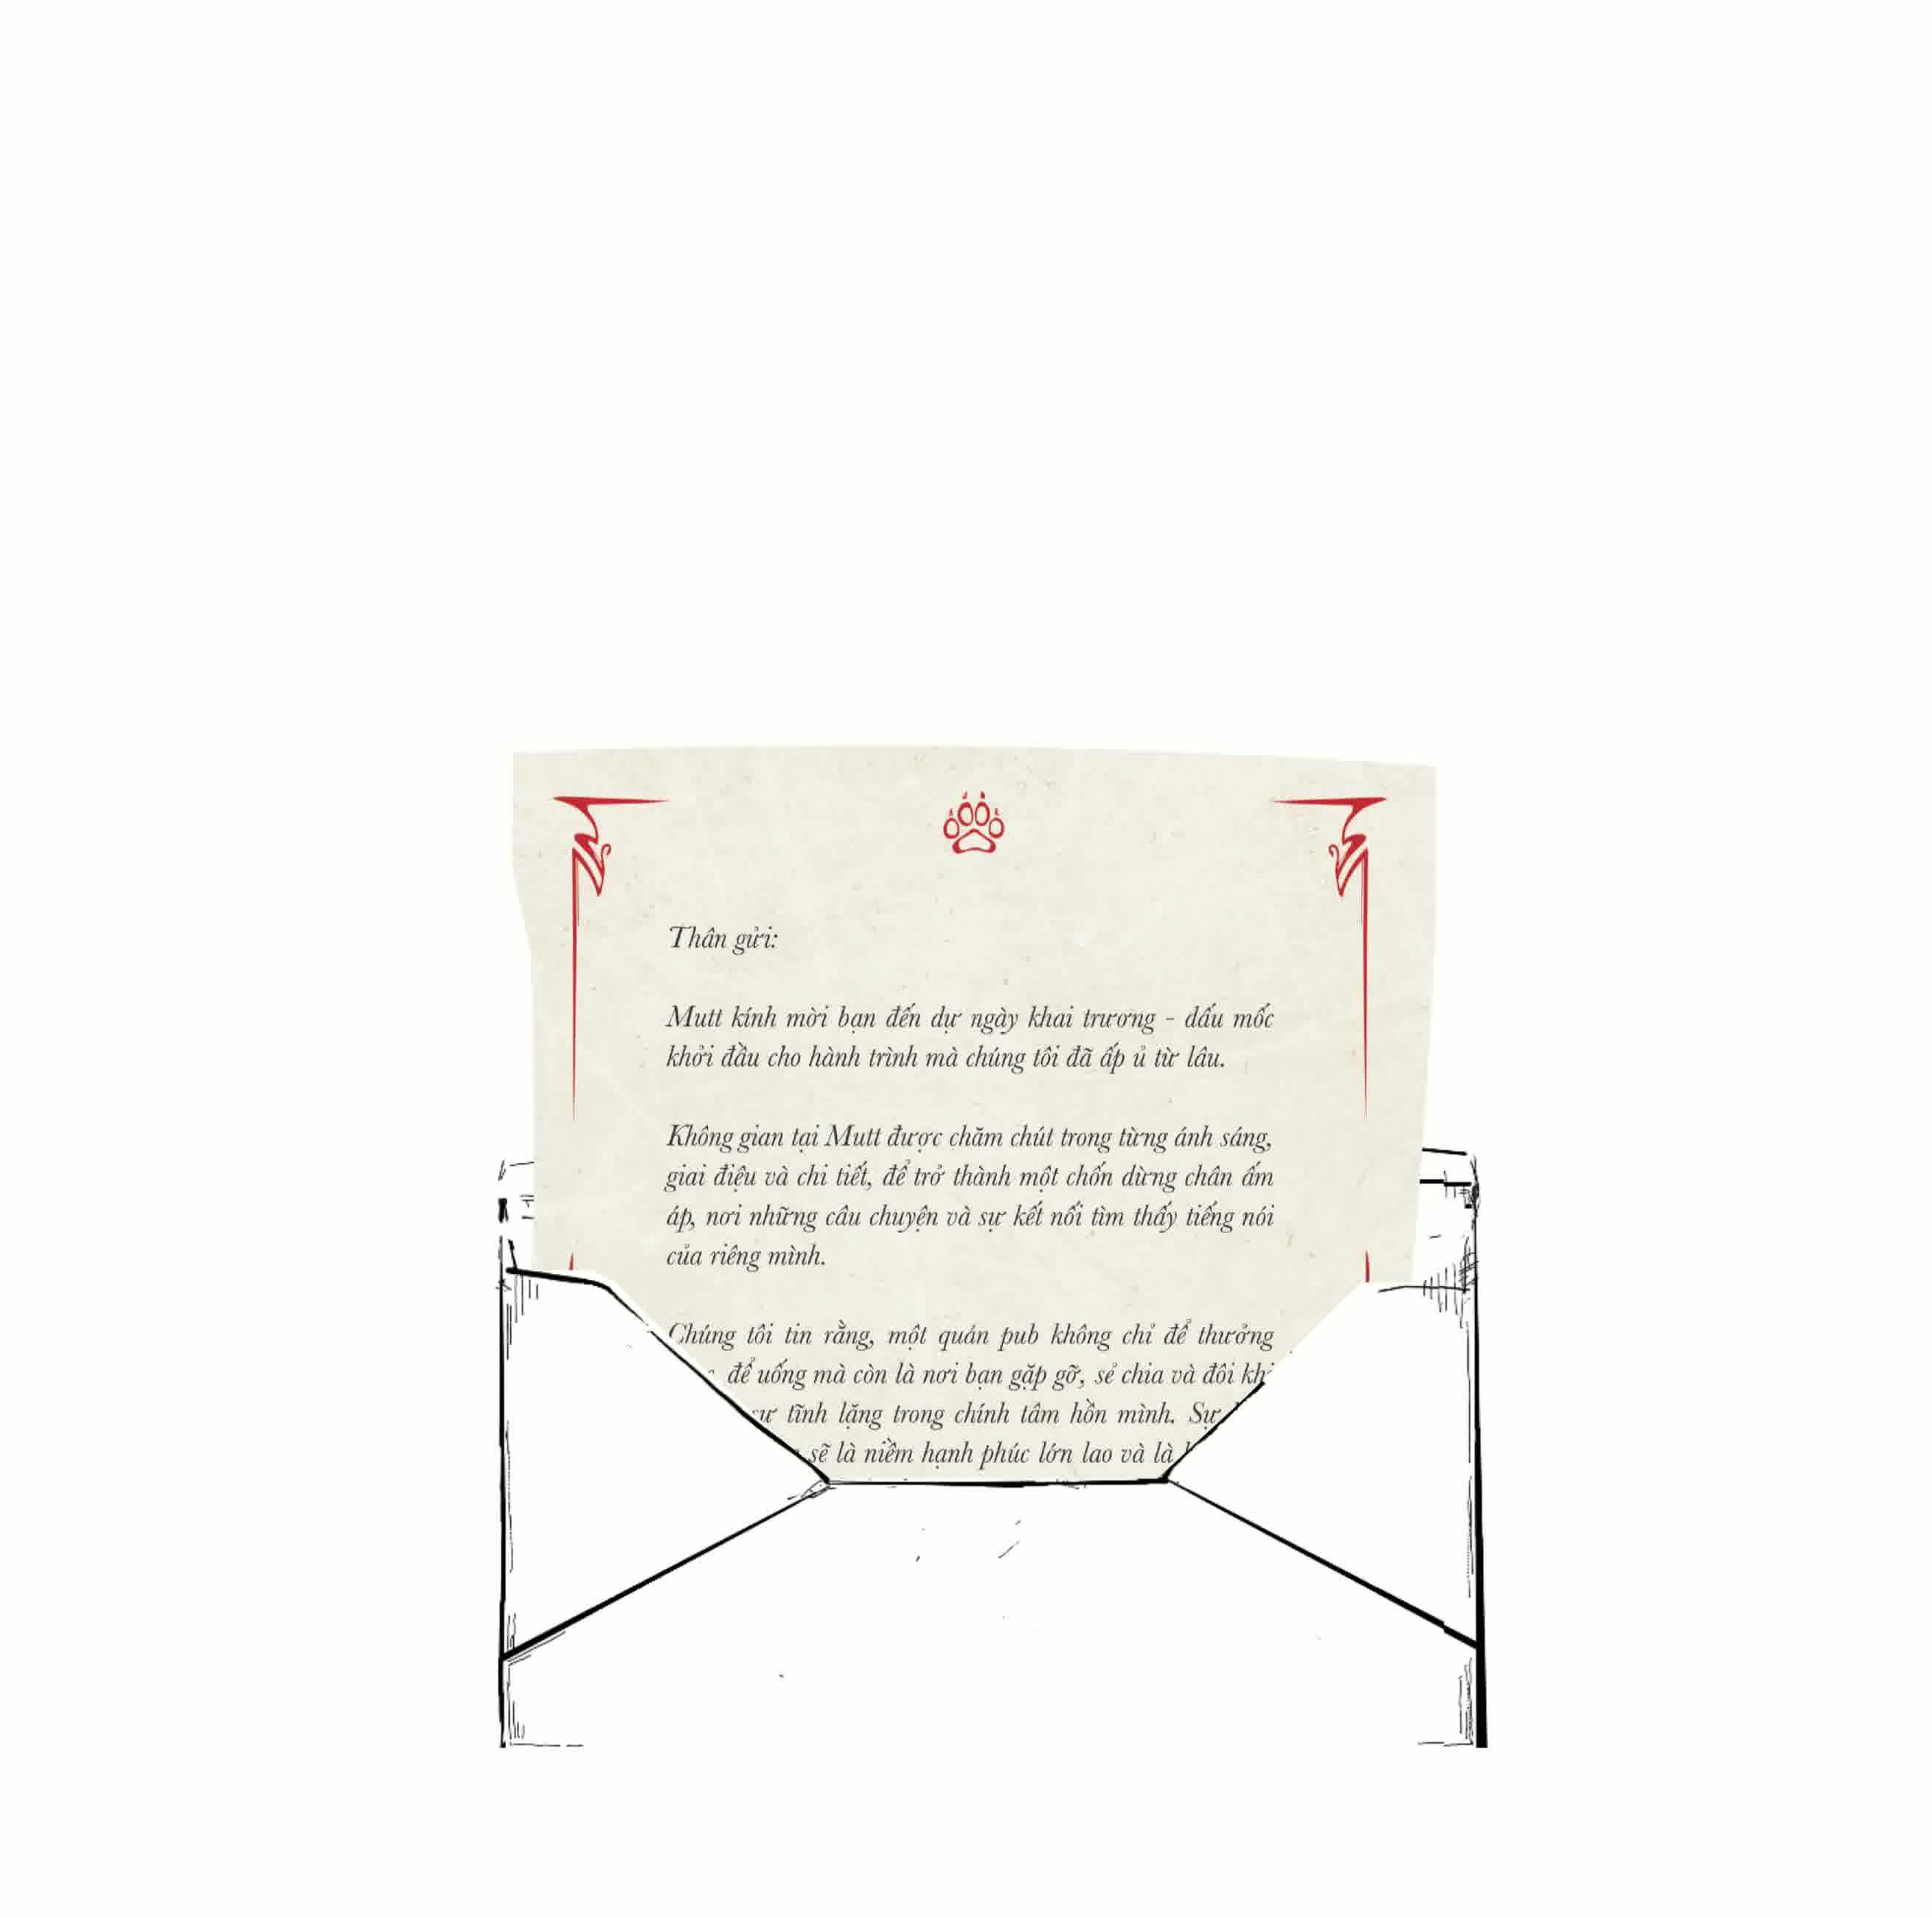 Thân gửi:
Mutt kính mời bạn đến dự ngày khai trương - dấu mốc
khởi đầu cho hành trình mà chúng tôi đã ấp ủ từ lâu.
Không gian tại Mutt được chăm chút trong từng ánh sáng,
giai điệu và chi tiết, để trở thành một chốn dừng chân ấm
áp, nơi những câu chuyện và sự kết nối tìm thấy tiếng nói
của riêng mình.
Chúng tôi tin rằng, một quán pub không chỉ để thưởng
để uống mà còn là nơi bạn gặp gỡ, sẻ chia và đôi khi
sự tĩnh lặng trong chính tâm hồn mình. Sự
sẽ là niềm hạnh phúc lớn lao và là